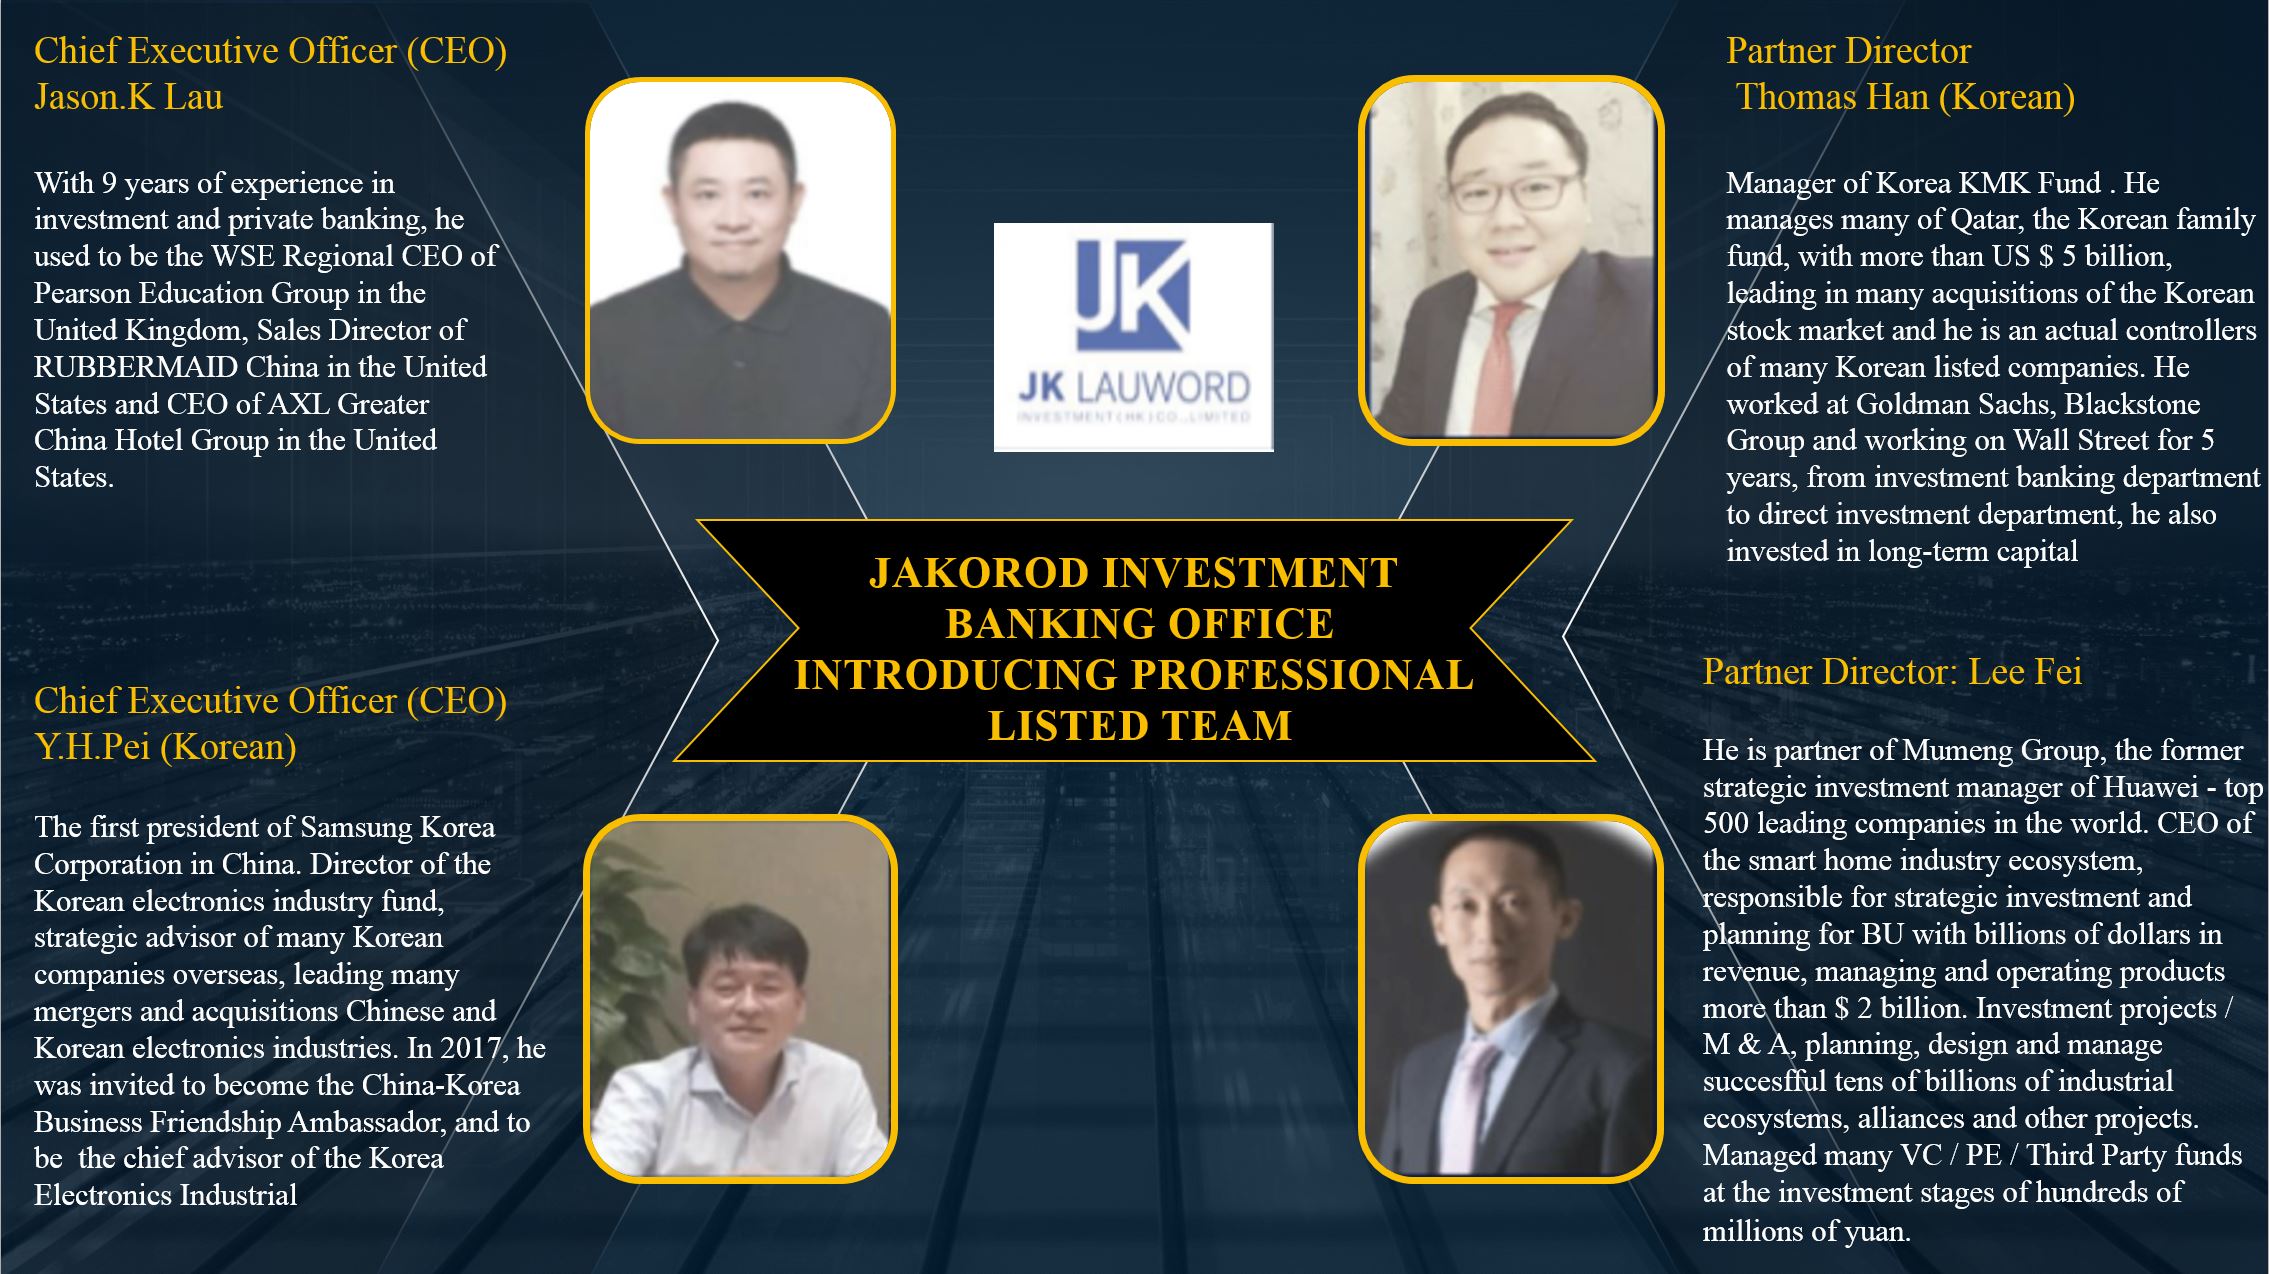 Chief Executive Officer (CEO)
Jason.K Lau
With 9 years of experience in
investment and private banking, he
used to be the WSE Regional CEO of
Pearson Education Group in the
United Kingdom, Sales Director of
RUBBERMAID China in the United
States and CEO of AXL Greater
China Hotel Group in the United
States.
Chief Executive Officer (CEO)
Y.H.Pei (Korean)
The first president of Samsung Korea
Corporation in China. Director of the
Korean electronics industry fund,
strategic advisor of many Korean
companies overseas, leading many
mergers and acquisitions Chinese and
Korean electronics industries. In 2017, he
was invited to become the China-Korea
Business Friendship Ambassador, and to
be  the chief advisor of the Korea
Electronics Industrial
JK
JK LAUWORD
INVESTMENT(HK)CO.,LIMITED
JAKOROD INVESTMENT
BANKING OFFICE
INTRODUCING PROFESSIONAL
LISTED TEAM
Partner Director
Thomas Han (Korean)
Manager of Korea KMK Fund . He
manages many of Qatar, the Korean family
fund, with more than US $ 5 billion,
leading in many acquisitions of the Korean
stock market and he is an actual controllers
of many Korean listed companies. He
worked at Goldman Sachs, Blackstone
Group and working on Wall Street for 5
years, from investment banking department
to direct investment department, he also
invested in long-term capital
Partner Director: Lee Fei
He is partner of Mumeng Group, the former
strategic investment manager of Huawei - top
500 leading companies in the world. CEO of
the smart home industry ecosystem,
responsible for strategic investment and
planning for BU with billions of dollars in
revenue, managing and operating products
more than $ 2 billion. Investment projects /
M & A, planning, design and manage
succesfful tens of billions of industrial
ecosystems, alliances and other projects.
Managed many VC / PE / Third Party funds
at the investment stages of hundreds of
millions of yuan.